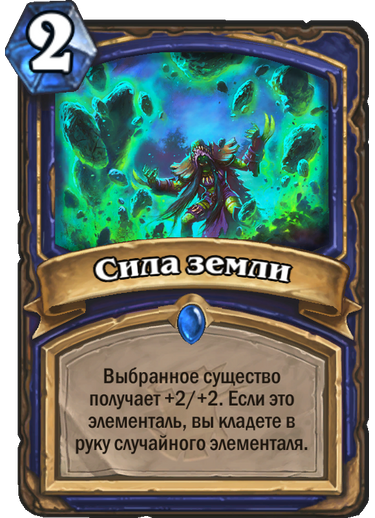 2
Сила земли
Выбранное существо
получает +2/+2. Если это
элементаль, вы кладете в
руку случайного элементаля.